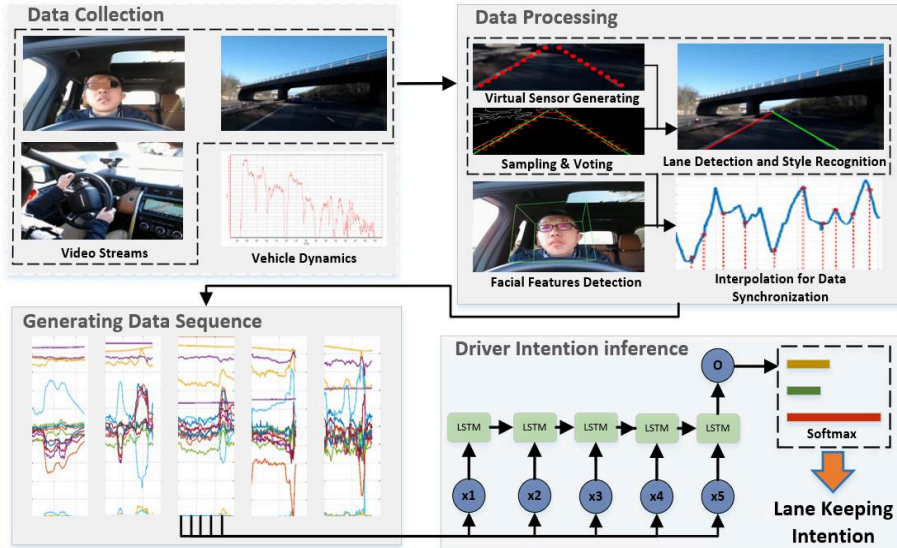 Data Collection
Video Streams
Vehicle Dynamics
Data Processing
Virtual Sensor Generating
Sampling & Voting
Lane Detection and Style Recognition
Facial Features Detection
Interpolation for Data
Synchronization
Generating Data Sequence
Driver Intention inference
O
LSTM LSTM LSTM LSTM LSTM
Softmax
x1 x2 x3 x4 x5
Lane Keeping
Intention